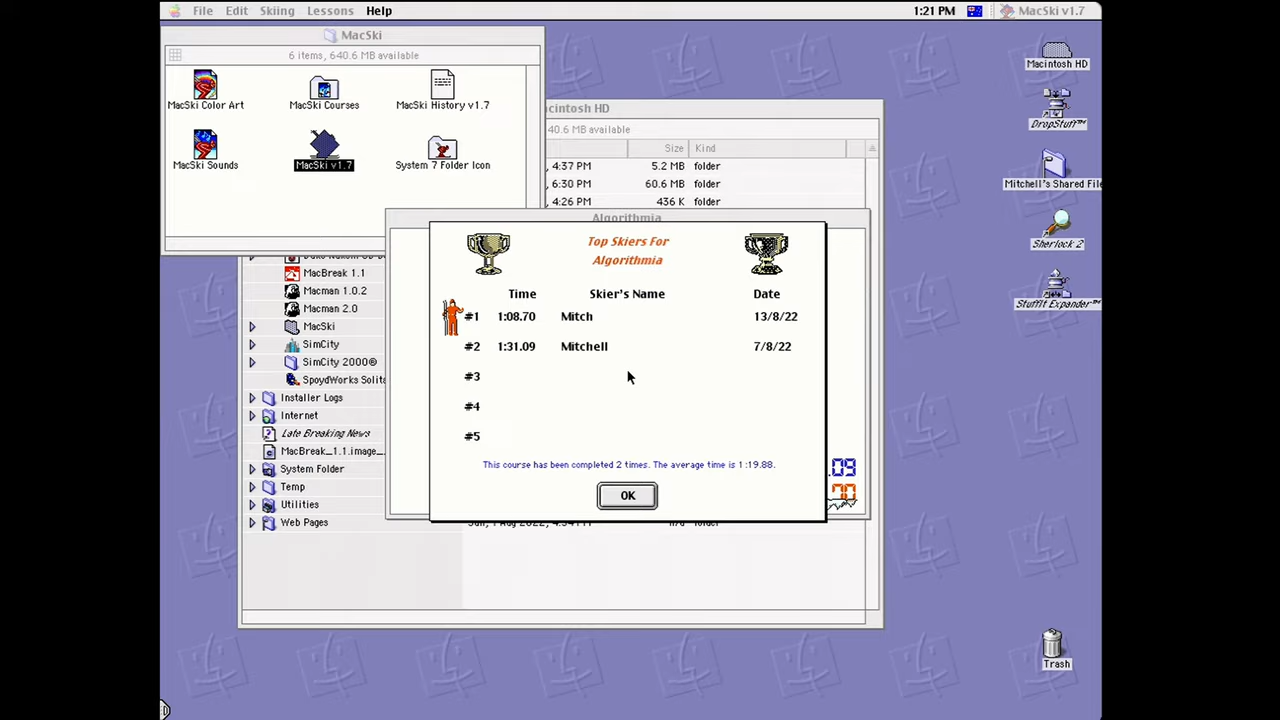 File Edit Skiing Lessons Help 1:21 PM MacSki v1.7
MacSki
6 items, 640.6 MB available
MacSki Color Art MacSki Courses MacSki History v1.7
MacSki Sounds MacSki v1.7 System 7 Folder Icon
Macintosh HD
DropStuff™
Mitchell's Shared File
Sherlock 2
StuffIt Expander™
Trash
cintosh HD
40.6 MB available
Size Kind
, 4:37 PM 5.2 MB folder
, 6:30 PM 60.6 MB folder
, 4:26 PM 436 K folder
MacBreak 1.1
Macman 1.0.2
Macman 2.0
MacSki
SimCity
SimCity 2000®
SpoydWorks Solita
Installer Logs
Internet
Late Breaking News
MacBreak_1.1.image_
System Folder
Temp
Utilities
Web Pages
Algorithmia
Top Skiers For
Algorithmia
Time Skier's Name Date
#1 1:08.70 Mitch 13/8/22
#2 1:31.09 Mitchell 7/8/22
#3
#4
#5
This course has been completed 2 times. The average time is 1:19.88.
OK
.09
70